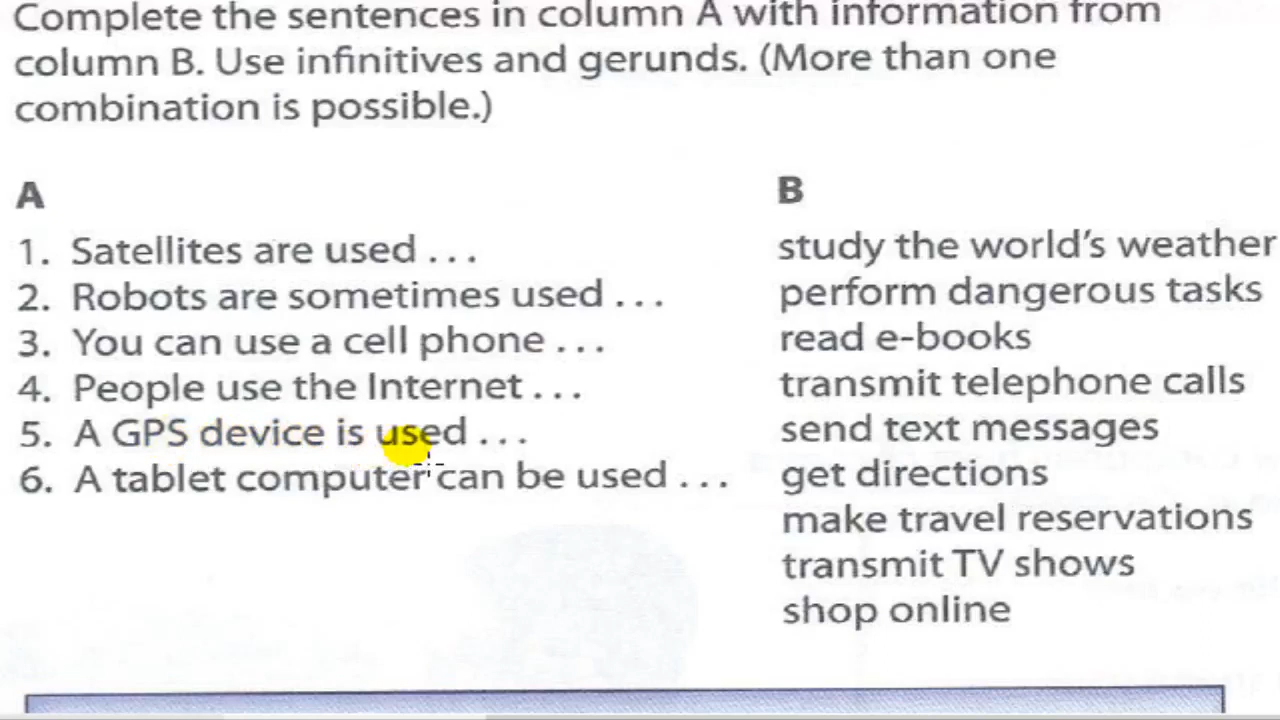 Complete the sentences in column A with information from
column B. Use infinitives and gerunds. (More than one
combination is possible.)
A
1. Satellites are used . . .
2. Robots are sometimes used . . .
3. You can use a cell phone . . .
4. People use the Internet . . .
5. A GPS device is used . . .
6. A tablet computer can be used . . .
B
study the world's weather
perform dangerous tasks
read e-books
transmit telephone calls
send text messages
get directions
make travel reservations
transmit TV shows
shop online